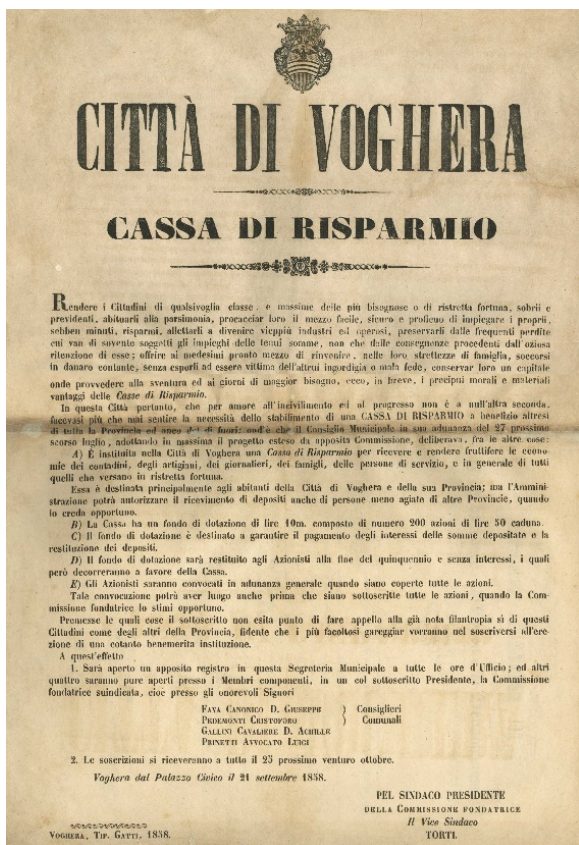 CITTÀ DI VOGHERA
CASSA DI RISPARMIO
Rendere i Cittadini di qualsivoglia classe, e massime delle più bisognose o di ristretta fortuna, sobrii e
previdenti, abituarli alla parsimonia, procacciar loro il mezzo facile, sicuro e proficuo di impiegare i proprii,
sebben minuti, risparmi, allettarli a divenire vieppiù industri ed operosi, preservarli dalle frequenti perdite
cui van di sovente soggetti gli impieghi delle tenui somme, non che dalle conseguenze procedenti dall'oziosa
ritenzione di esse; offrire ai medesimi pronto mezzo di rinvenire, nelle loro strettezze di famiglia, soccorsi
in danaro contante, senza esporli ad essere vittima dell'altrui ingordigia o mala fede, conservar loro un capitale
onde provvedere alla sventura ed ai giorni di maggior bisogno, ecco, in breve, i precipui morali e materiali
vantaggi delle Casse di Risparmio.
In questa Città pertanto, che per amore all'incivilimento ed al progresso non è a null'altra seconda,
facevasi più che mai sentire la necessità dello stabilimento di una CASSA DI RISPARMIO a benefizio altresì
di tutta la Provincia ed anco di fuori; ond'è che il Consiglio Municipale in sua adunanza del 27 prossimo
scorso luglio, adottando in massima il progetto esteso da apposita Commissione, deliberava, fra le altre cose:
A) È instituita nella Città di Voghera una Cassa di Risparmio per ricevere e rendere fruttifere le econo-
mie dei contadini, degli artigiani, dei giornalieri, dei famigli, delle persone di servizio, e in generale di tutti
quelli che versano in ristretta fortuna.
Essa è destinata principalmente agli abitanti della Città di Voghera e della sua Provincia; ma l'Ammini-
strazione potrà autorizzare il ricevimento di depositi anche di persone meno agiate di altre Provincie, quando
lo creda opportuno.
B) La Cassa ha un fondo di dotazione di lire 10m. composto di numero 200 azioni di lire 50 caduna.
C) Il fondo di dotazione è destinato a garantire il pagamento degli interessi delle somme depositate e la
restituzione dei depositi.
D) Il fondo di dotazione sarà restituito agli Azionisti alla fine del quinquennio e senza interessi, i quali
però decorreranno a favore della Cassa.
E) Gli Azionisti saranno convocati in adunanza generale quando siano coperte tutte le azioni.
Tale convocazione potrà aver luogo anche prima che siano sottoscritte tutte le azioni, quando la Com-
missione fondatrice lo stimi opportuno.
Premesse le quali cose il sottoscritto non esita punto di fare appello alla già nota filantropia sì di questi
Cittadini come degli altri della Provincia, fidente che i più facoltosi gareggiar vorranno nel soscriversi all'ere-
zione di una cotanto benemerita instituzione.
A quest'effetto
1. Sarà aperto un apposito registro in questa Segreteria Municipale a tutte le ore d'Ufficio; ed altri
quattro saranno pure aperti presso i Membri componenti, in un col sottoscritto Presidente, la Commissione
fondatrice suindicata, cioè presso gli onorevoli Signori
FAVA CANONICO D. GIUSEPPE ) Consiglieri
PEDEMONTI CRISTOFORO ) Comunali
GALLINI CAVALIERE D. ACHILLE
PRINETTI AVVOCATO LUIGI
2. Le soscrizioni si riceveranno a tutto il 25 prossimo venturo ottobre.
Voghera dal Palazzo Civico il 21 settembre 1858.
PEL SINDACO PRESIDENTE
DELLA COMMISSIONE FONDATRICE
Il Vice Sindaco
TORTI.
VOGHERA, TIP. GATTI, 1858.